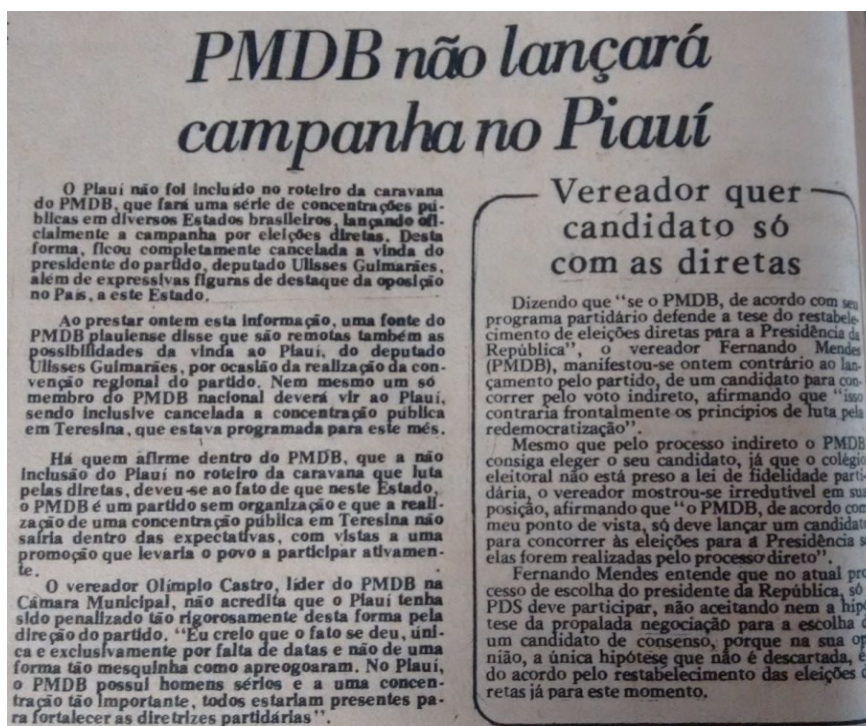 PMDB não lançará
campanha no Piauí
O Piauí não foi incluído no roteiro da caravana
do PMDB, que fará uma série de concentrações pú-
blicas em diversos Estados brasileiros, lançando ofi-
cialmente a campanha por eleições diretas. Desta
forma, ficou completamente cancelada a vinda do
presidente do partido, deputado Ulisses Guimarães,
além de expressivas figuras de destaque da oposição
no País, a este Estado.
Ao prestar ontem esta informação, uma fonte do
PMDB piauiense disse que são remotas também as
possibilidades da vinda ao Piauí, do deputado
Ulisses Guimarães, por ocasião da realização da con-
venção regional do partido. Nem mesmo um só
membro do PMDB nacional deverá vir ao Piauí,
sendo inclusive cancelada a concentração pública
em Teresina, que estava programada para este mês.
Há quem afirme dentro do PMDB, que a não
inclusão do Piauí no roteiro da caravana que luta
pelas diretas, deveu-se ao fato de que neste Estado,
o PMDB é um partido sem organização e que a reali-
zação de uma concentração pública em Teresina não
sairia dentro das expectativas, com vistas a uma
promoção que levaria o povo a participar ativamen-
te.
O vereador Olímpio Castro, líder do PMDB na
Câmara Municipal, não acredita que o Piauí tenha
sido penalizado tão rigorosamente desta forma pela
direção do partido. "Eu creio que o fato se deu, úni-
ca e exclusivamente por falta de datas e não de uma
forma tão mesquinha como apreogoaram. No Piauí,
o PMDB possui homens sérios e a uma concen-
tração tão importante, todos estariam presentes pa-
ra fortalecer as diretrizes partidárias".
Vereador quer
candidato só
com as diretas
Dizendo que "se o PMDB, de acordo com seu
programa partidário defende a tese do restabele-
cimento de eleições diretas para a Presidência da
República", o vereador Fernando Mendes
(PMDB), manifestou-se ontem contrário ao lan-
çamento pelo partido, de um candidato para con-
correr pelo voto indireto, afirmando que "isso
contraria frontalmente os princípios de luta pela
redemocratização".
Mesmo que pelo processo indireto o PMDB
consiga eleger o seu candidato, já que o colégio
eleitoral não está preso a lei de fidelidade parti-
dária, o vereador mostrou-se irredutível em sua
posição, afirmando que "o PMDB, de acordo com
meu ponto de vista, só deve lançar um candidato
para concorrer às eleições para a Presidência se
elas forem realizadas pelo processo direto".
Fernando Mendes entende que no atual pro-
cesso de escolha do presidente da República, só
PDS deve participar, não aceitando nem a hipó-
tese da propalada negociação para a escolha
um candidato de consenso, porque na sua opi-
nião, a única hipótese que não é descartada, é
do acordo pelo restabelecimento das eleições
retas já para este momento.